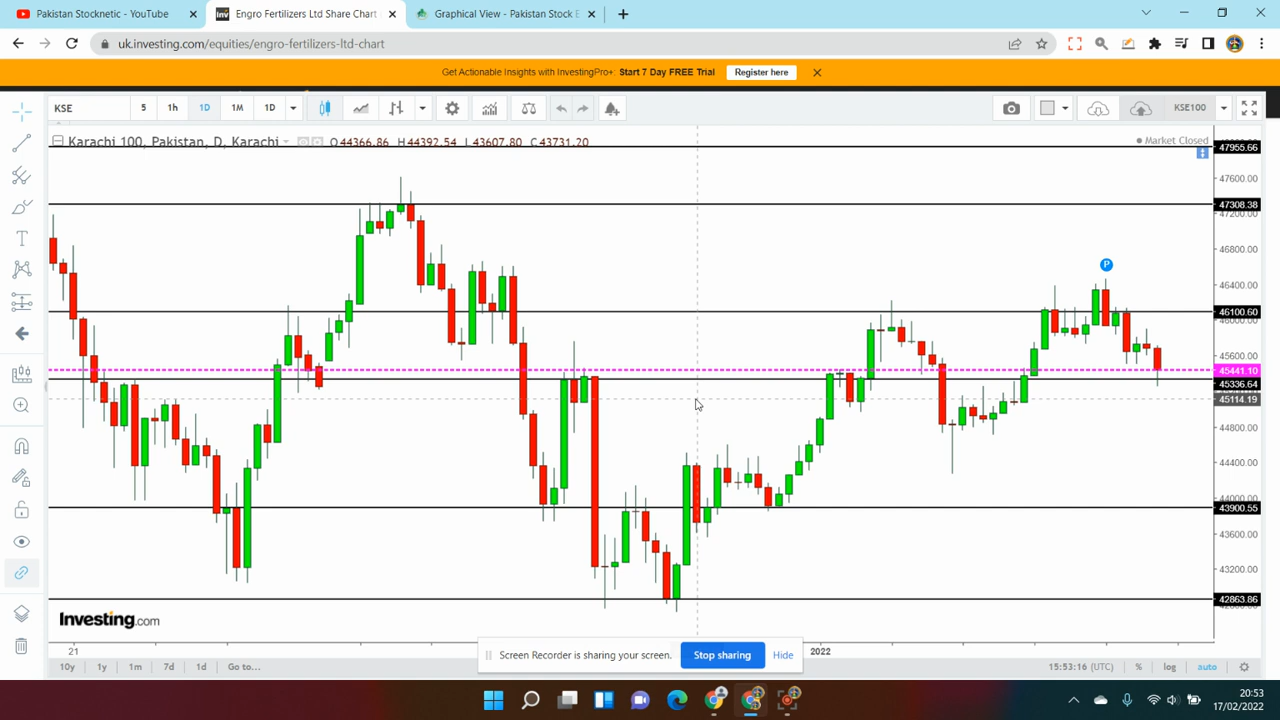 Pakistan Stocknetic - YouTube
Engro Fertilizers Ltd Share Chart
Graphical View - Pakistan Stock E
uk.investing.com/equities/engro-fertilizers-ltd-chart
Get Actionable Insights with InvestingPro+: Start 7 Day FREE Trial
Register here
KSE
5
1h
1D
1M
1D
KSE100
Karachi 100, Pakistan, D, Karachi
O 44366.86 H 44392.54 L 43607.80 C 43731.20
Market Closed
47955.66
47600.00
47308.38
47200.00
46800.00
46400.00
P
46100.60
46000.00
45600.00
45441.10
45336.64
45114.19
44800.00
44400.00
44000.00
43900.55
43600.00
43200.00
42863.86
Investing.com
21
2022
Screen Recorder is sharing your screen.
Stop sharing
Hide
10y
1y
1m
7d
1d
Go to...
15:53:16 (UTC)
%
log
auto
20:53
17/02/2022